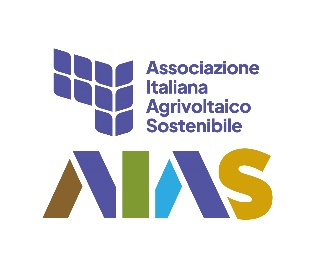 Associazione
Italiana
Agrivoltaico
Sostenibile
AIAS